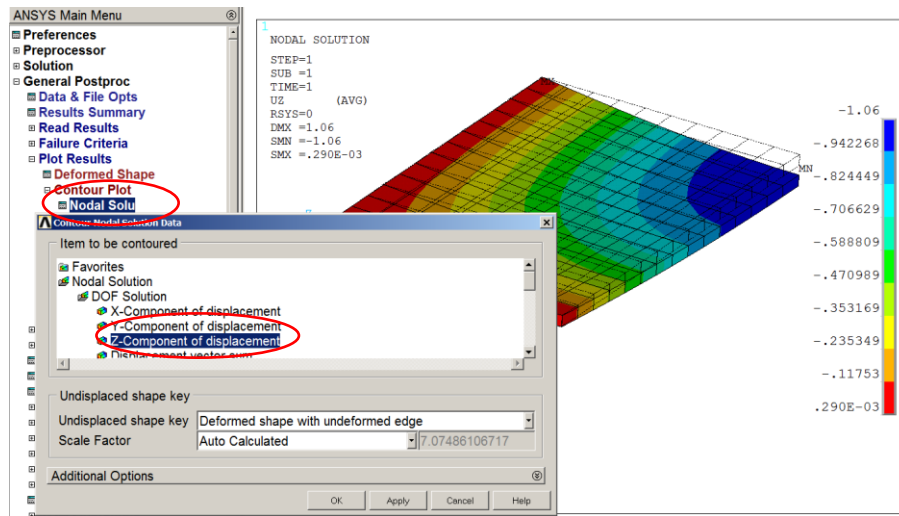 ANSYS Main Menu
Preferences
Preprocessor
Solution
General Postproc
Data & File Opts
Results Summary
Read Results
Failure Criteria
Plot Results
Deformed Shape
Contour Plot
Nodal Solu
1
NODAL SOLUTION
STEP=1
SUB =1
TIME=1
UZ (AVG)
RSYS=0
DMX =1.06
SMN =-1.06
SMX =.290E-03
MN
-1.06
-.942268
-.824449
-.706629
-.588809
-.470989
-.353169
-.235349
-.11753
.290E-03
Contour Nodal Solution Data
Item to be contoured
Favorites
Nodal Solution
DOF Solution
X-Component of displacement
Y-Component of displacement
Z-Component of displacement
Displacement vector sum
Undisplaced shape key
Undisplaced shape key Deformed shape with undeformed edge
Scale Factor Auto Calculated 7.07486106717
Additional Options
OK Apply Cancel Help